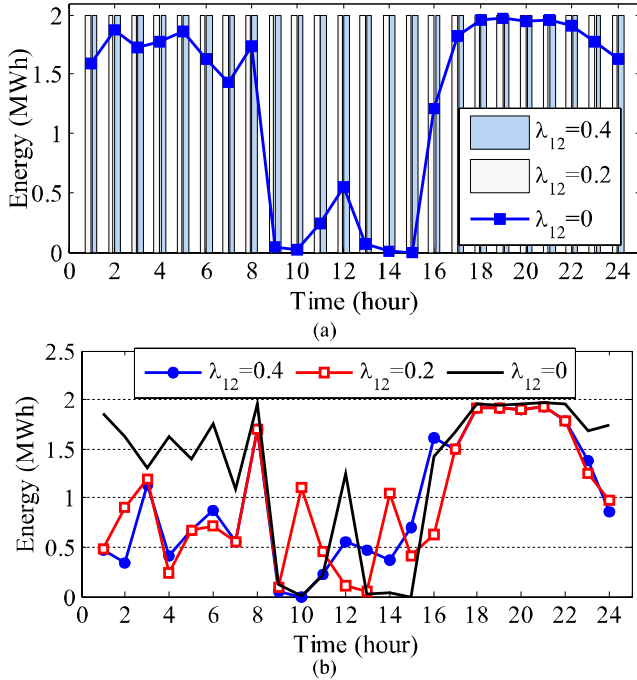 2
1.5
1
0.5
0
Energy (MWh)
λ12=0.4
λ12=0.2
λ12=0
0 2 4 6 8 10 12 14 16 18 20 22 24
Time (hour)
(a)
2.5
2
1.5
1
0.5
0
Energy (MWh)
λ12=0.4 λ12=0.2 λ12=0
0 2 4 6 8 10 12 14 16 18 20 22 24
Time (hour)
(b)